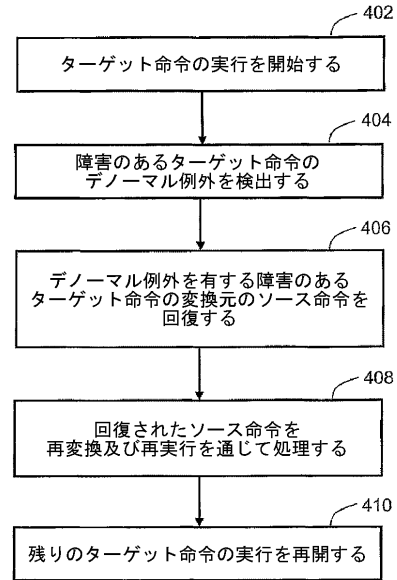 402
ターゲット命令の実行を開始する
404
障害のあるターゲット命令の
デノーマル例外を検出する
406
デノーマル例外を有する障害のある
ターゲット命令の変換元のソース命令を
回復する
408
回復されたソース命令を
再変換及び再実行を通じて処理する
410
残りのターゲット命令の実行を再開する